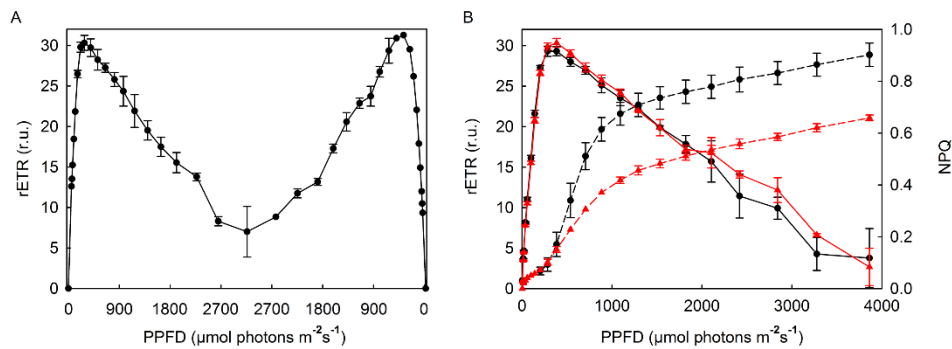 A
rETR (r.u.)
30
25
20
15
10
5
0
0 900 1800 2700 2700 1800 900 0
PPFD (µmol photons m⁻²s⁻¹)
B
rETR (r.u.)
30
25
20
15
10
5
0
0 1000 2000 3000 4000
PPFD (µmol photons m⁻²s⁻¹)
1.0
0.8
0.6
0.4
0.2
0.0
NPQ